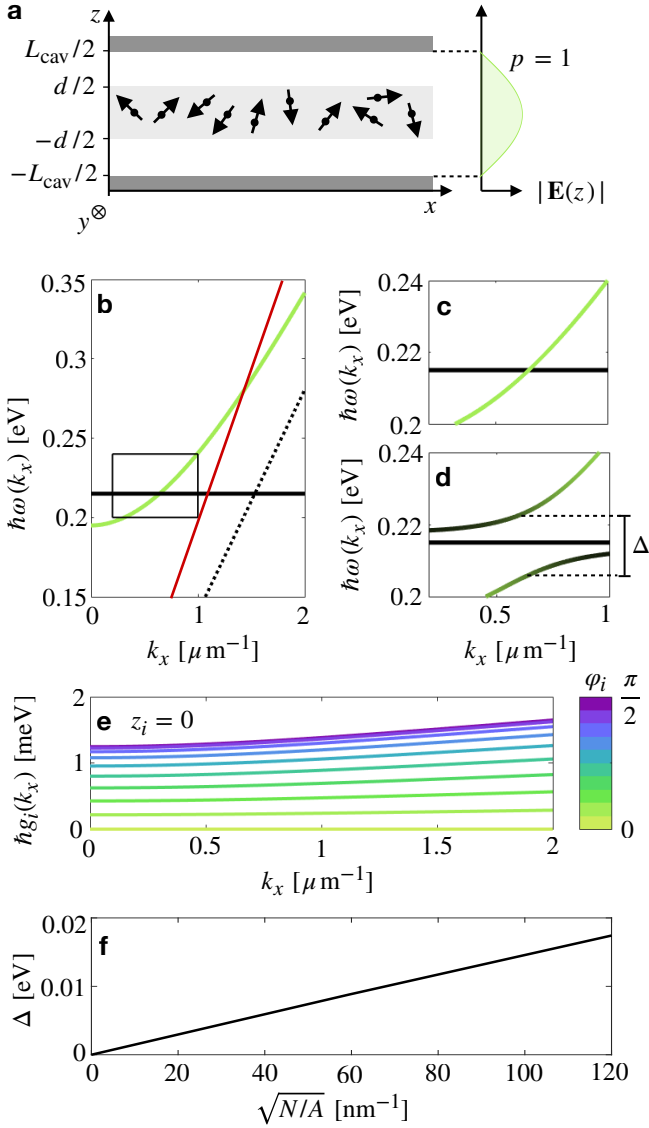 a
z
L_cav/2
d/2
−d/2
−L_cav/2
y⊗
x
p = 1
|E(z)|
b
ħω(k_x) [eV]
0.35
0.3
0.25
0.2
0.15
0
1
2
k_x [μ m⁻¹]
c
ħω(k_x) [eV]
0.24
0.22
0.2
d
ħω(k_x) [eV]
0.24
0.22
0.2
Δ
0.5
1
k_x [μ m⁻¹]
e
z_i = 0
ħg_i(k_x) [meV]
2
1
0
0
0.5
1
1.5
2
k_x [μ m⁻¹]
φ_i
π/2
0
f
Δ [eV]
0.02
0.01
0
0
20
40
60
80
100
120
√N/A [nm⁻¹]